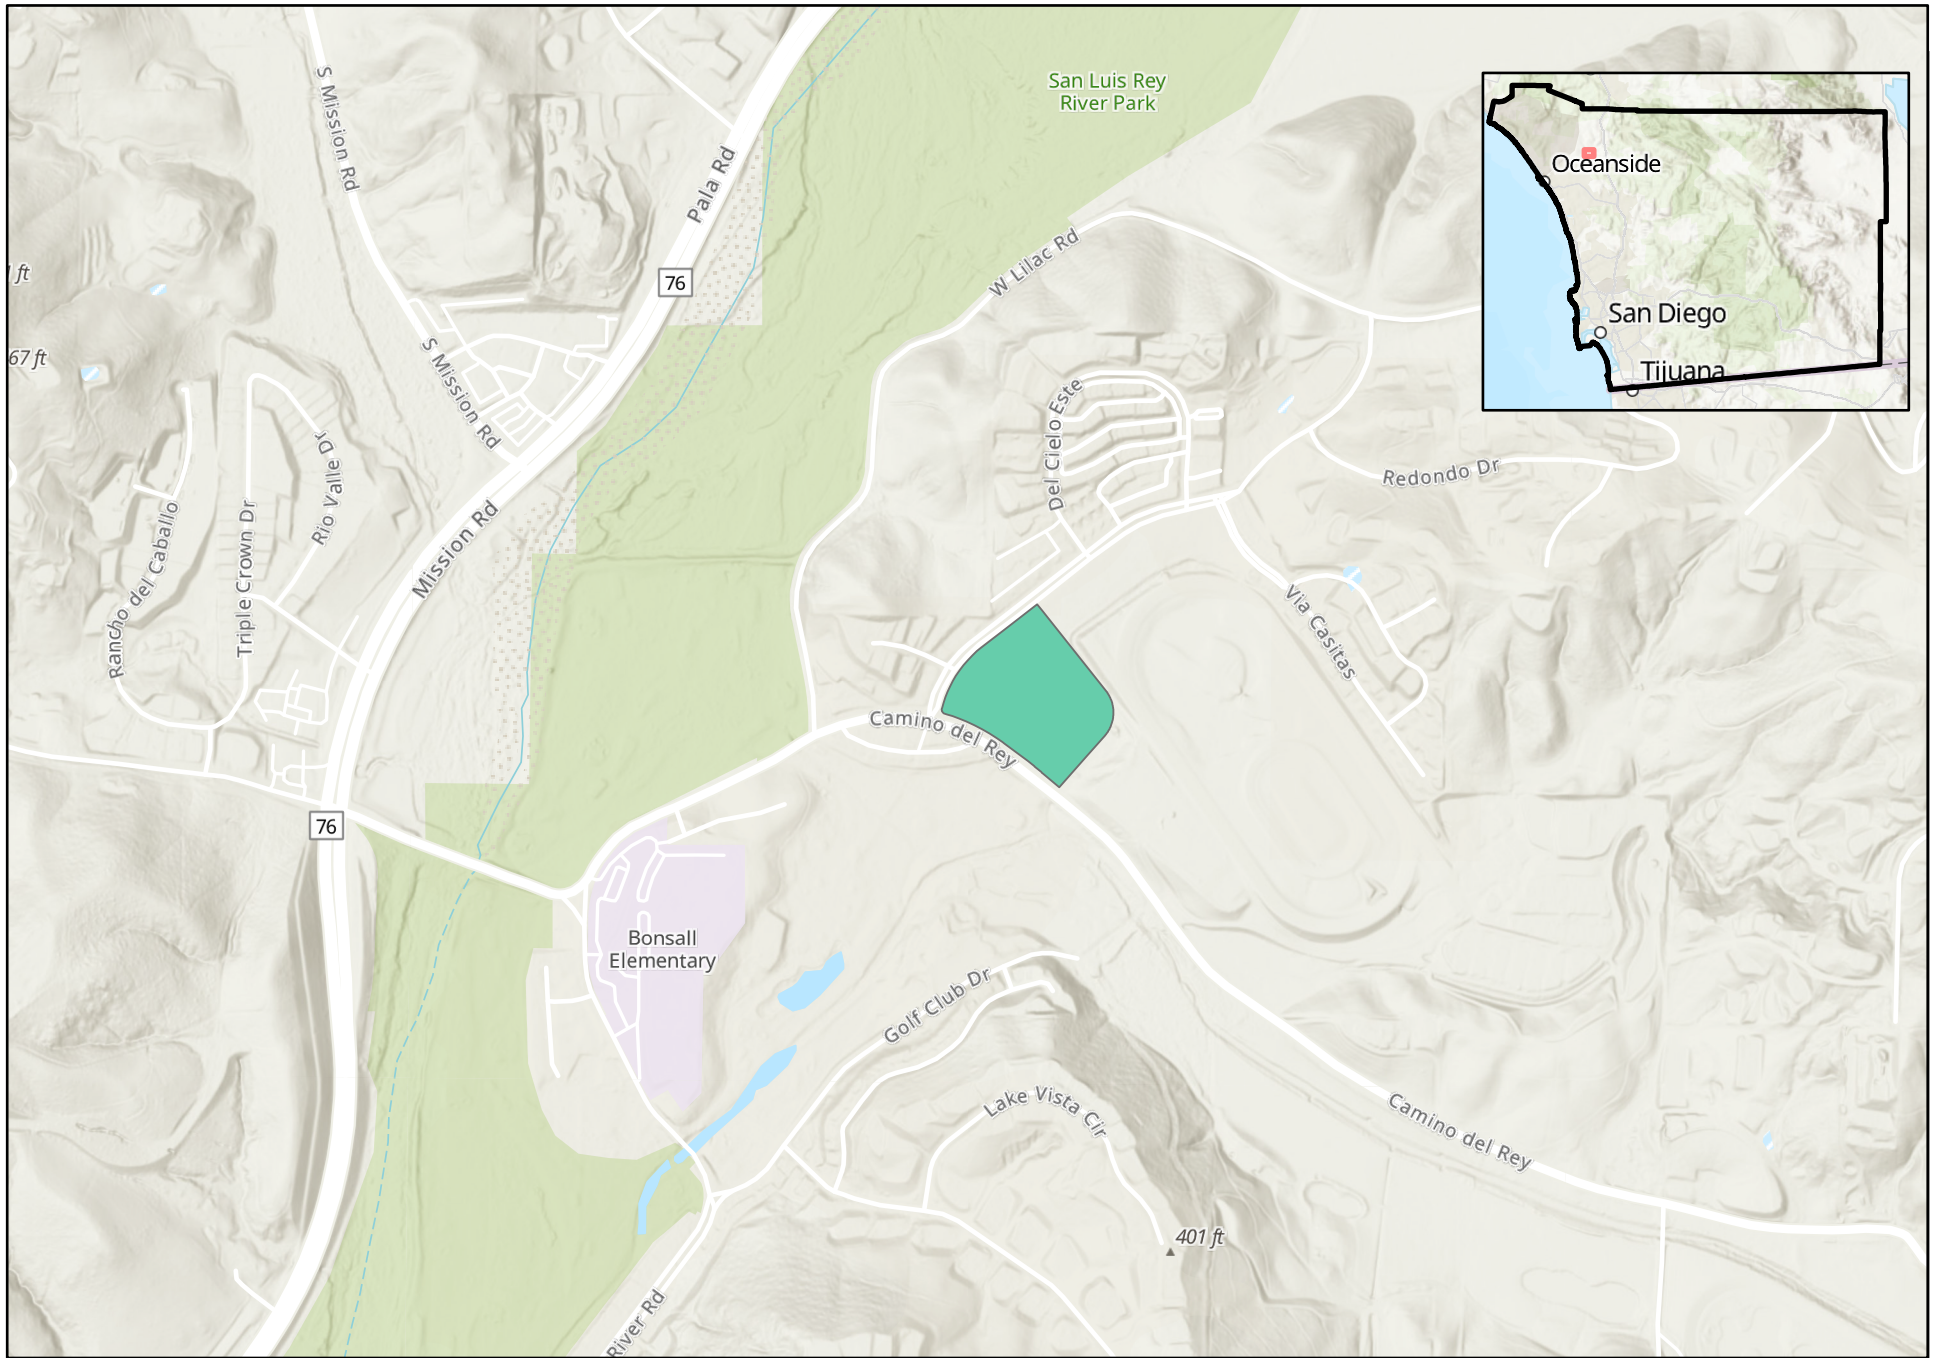 San Luis Rey
River Park
S Mission Rd
Pala Rd
Oceanside
W Lilac Rd
ft
76
San Diego
67 ft
S Mission Rd
Tijuana
Del Cielo Este
Rio Valle Dr
Redondo Dr
Mission Rd
Rancho del Caballo
Triple Crown Dr
Via Casitas
Camino del Rey
76
Bonsall
Elementary
Golf Club Dr
Lake Vista Cir
Camino del Rey
401 ft
River Rd